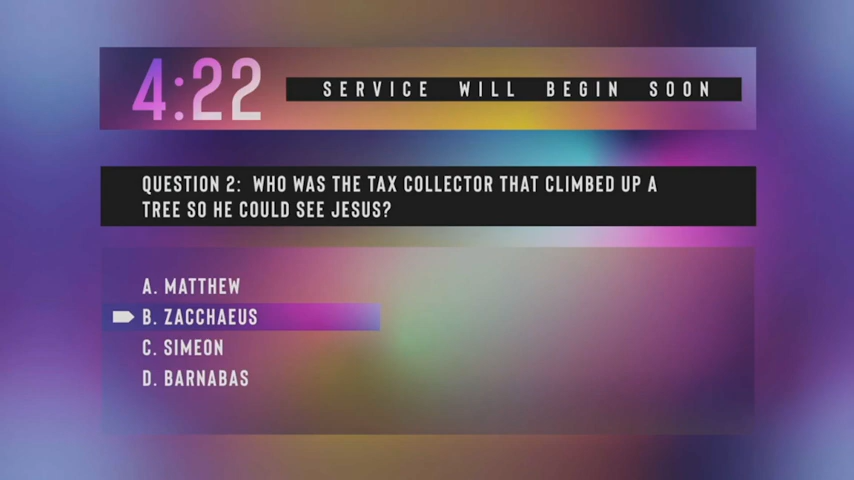 4:22
SERVICE WILL BEGIN SOON
QUESTION 2: WHO WAS THE TAX COLLECTOR THAT CLIMBED UP A
TREE SO HE COULD SEE JESUS?
A. MATTHEW
B. ZACCHAEUS
C. SIMEON
D. BARNABAS